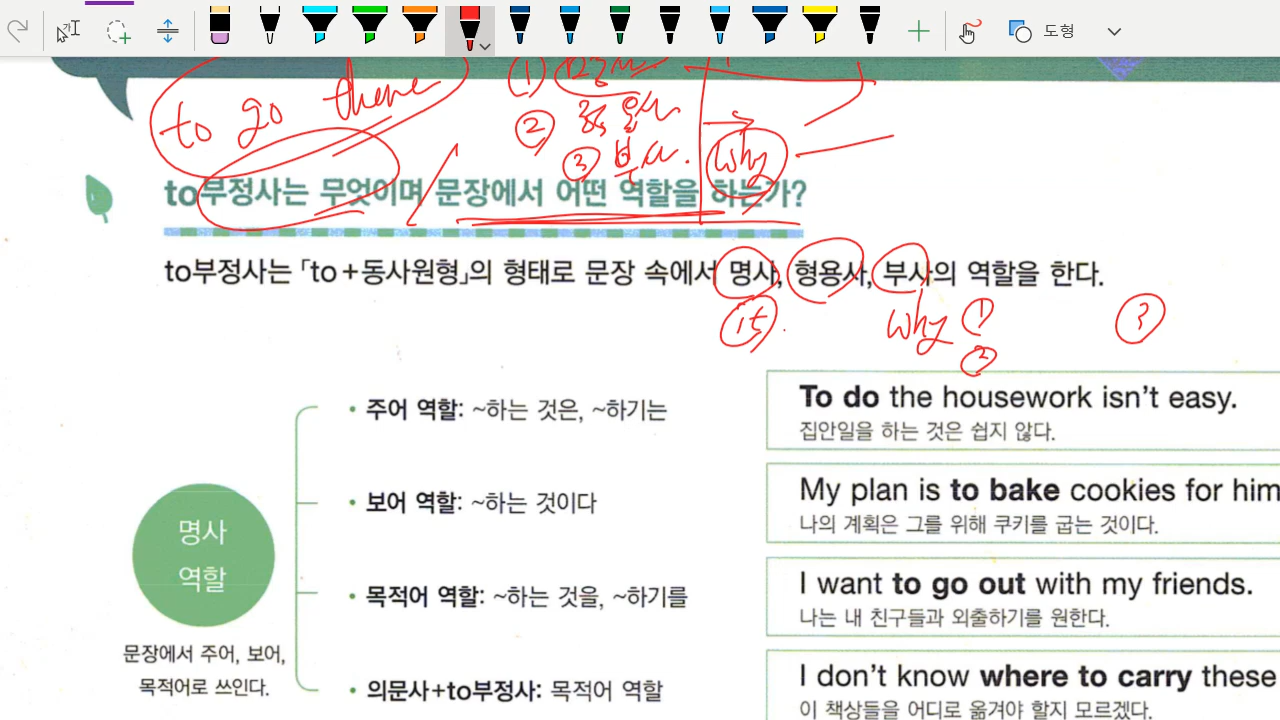 도형
to go there
① 명사
② 형용사
③ 부사.
why
to부정사는 무엇이며 문장에서 어떤 역할을 하는가?
to부정사는 「to+동사원형」의 형태로 문장 속에서 명사, 형용사, 부사의 역할을 한다.
it
why ①
②
명사
역할
문장에서 주어, 보어,
목적어로 쓰인다.
• 주어 역할: ~하는 것은, ~하기는
To do the housework isn't easy.
집안일을 하는 것은 쉽지 않다.
• 보어 역할: ~하는 것이다
My plan is to bake cookies for him
나의 계획은 그를 위해 쿠키를 굽는 것이다.
• 목적어 역할: ~하는 것을, ~하기를
I want to go out with my friends.
나는 내 친구들과 외출하기를 원한다.
• 의문사+to부정사: 목적어 역할
I don't know where to carry these
이 책상들을 어디로 옮겨야 할지 모르겠다.